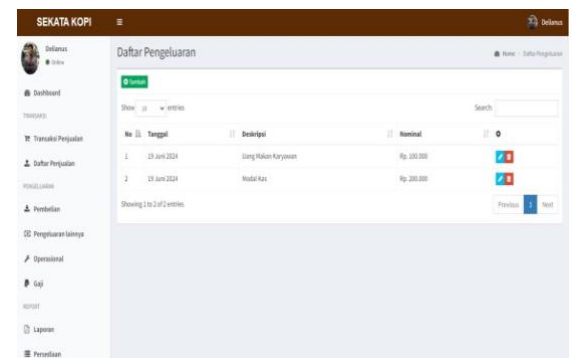 SEKATA KOPI
Delianus
Delianus
Online
Daftar Pengeluaran
Home
Daftar Pengeluaran
Tambah
Dashboard
Show 10 entries
Search:
TRANSAKSI
No Tanggal Deskripsi Nominal
Transaksi Penjualan
1 19 Juni 2024 Uang Makan Karyawan Rp. 100.000
Daftar Penjualan
2 19 Juni 2024 Modal Kas Rp. 200.000
PENGELUARAN
Showing 1 to 2 of 2 entries
Previous 1 Next
Pembelian
Pengeluaran lainnya
Operasional
Gaji
REPORT
Laporan
Persediaan